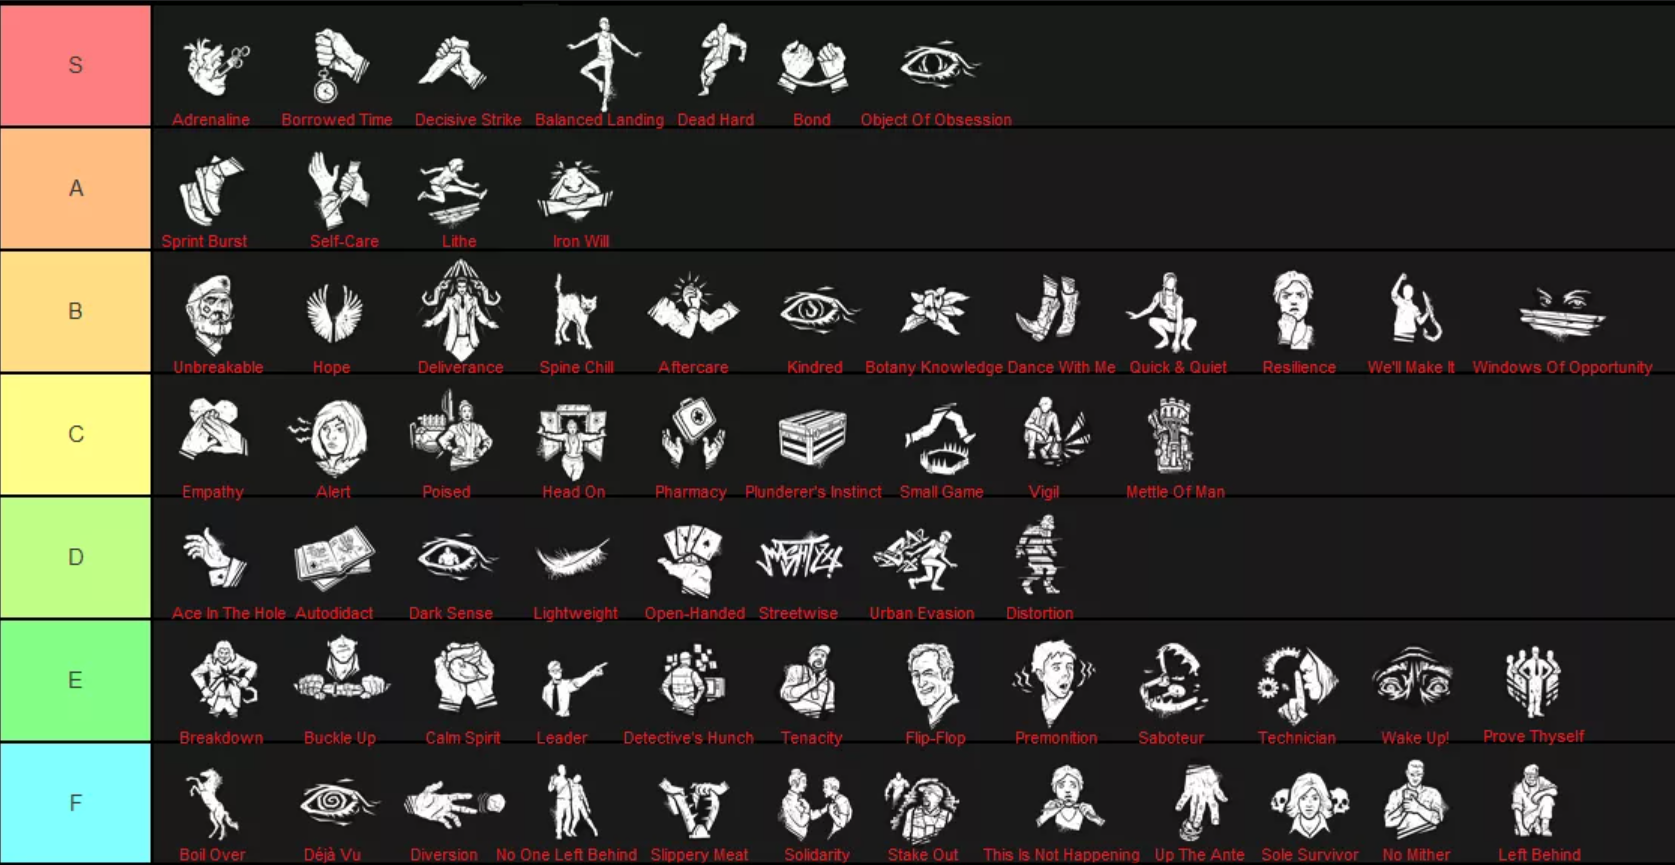 S
Adrenaline Borrowed Time Decisive Strike Balanced Landing Dead Hard Bond Object Of Obsession
A
Sprint Burst Self-Care Lithe Iron Will
B
Unbreakable Hope Deliverance Spine Chill Aftercare Kindred Botany Knowledge Dance With Me Quick & Quiet Resilience We'll Make It Windows Of Opportunity
C
Empathy Alert Poised Head On Pharmacy Plunderer's Instinct Small Game Vigil Mettle Of Man
D
Ace In The Hole Autodidact Dark Sense Lightweight Open-Handed Streetwise Urban Evasion Distortion
E
Breakdown Buckle Up Calm Spirit Leader Detective's Hunch Tenacity Flip-Flop Premonition Saboteur Technician Wake Up! Prove Thyself
F
Boil Over Déjà Vu Diversion No One Left Behind Slippery Meat Solidarity Stake Out This Is Not Happening Up The Ante Sole Survivor No Mither Left Behind